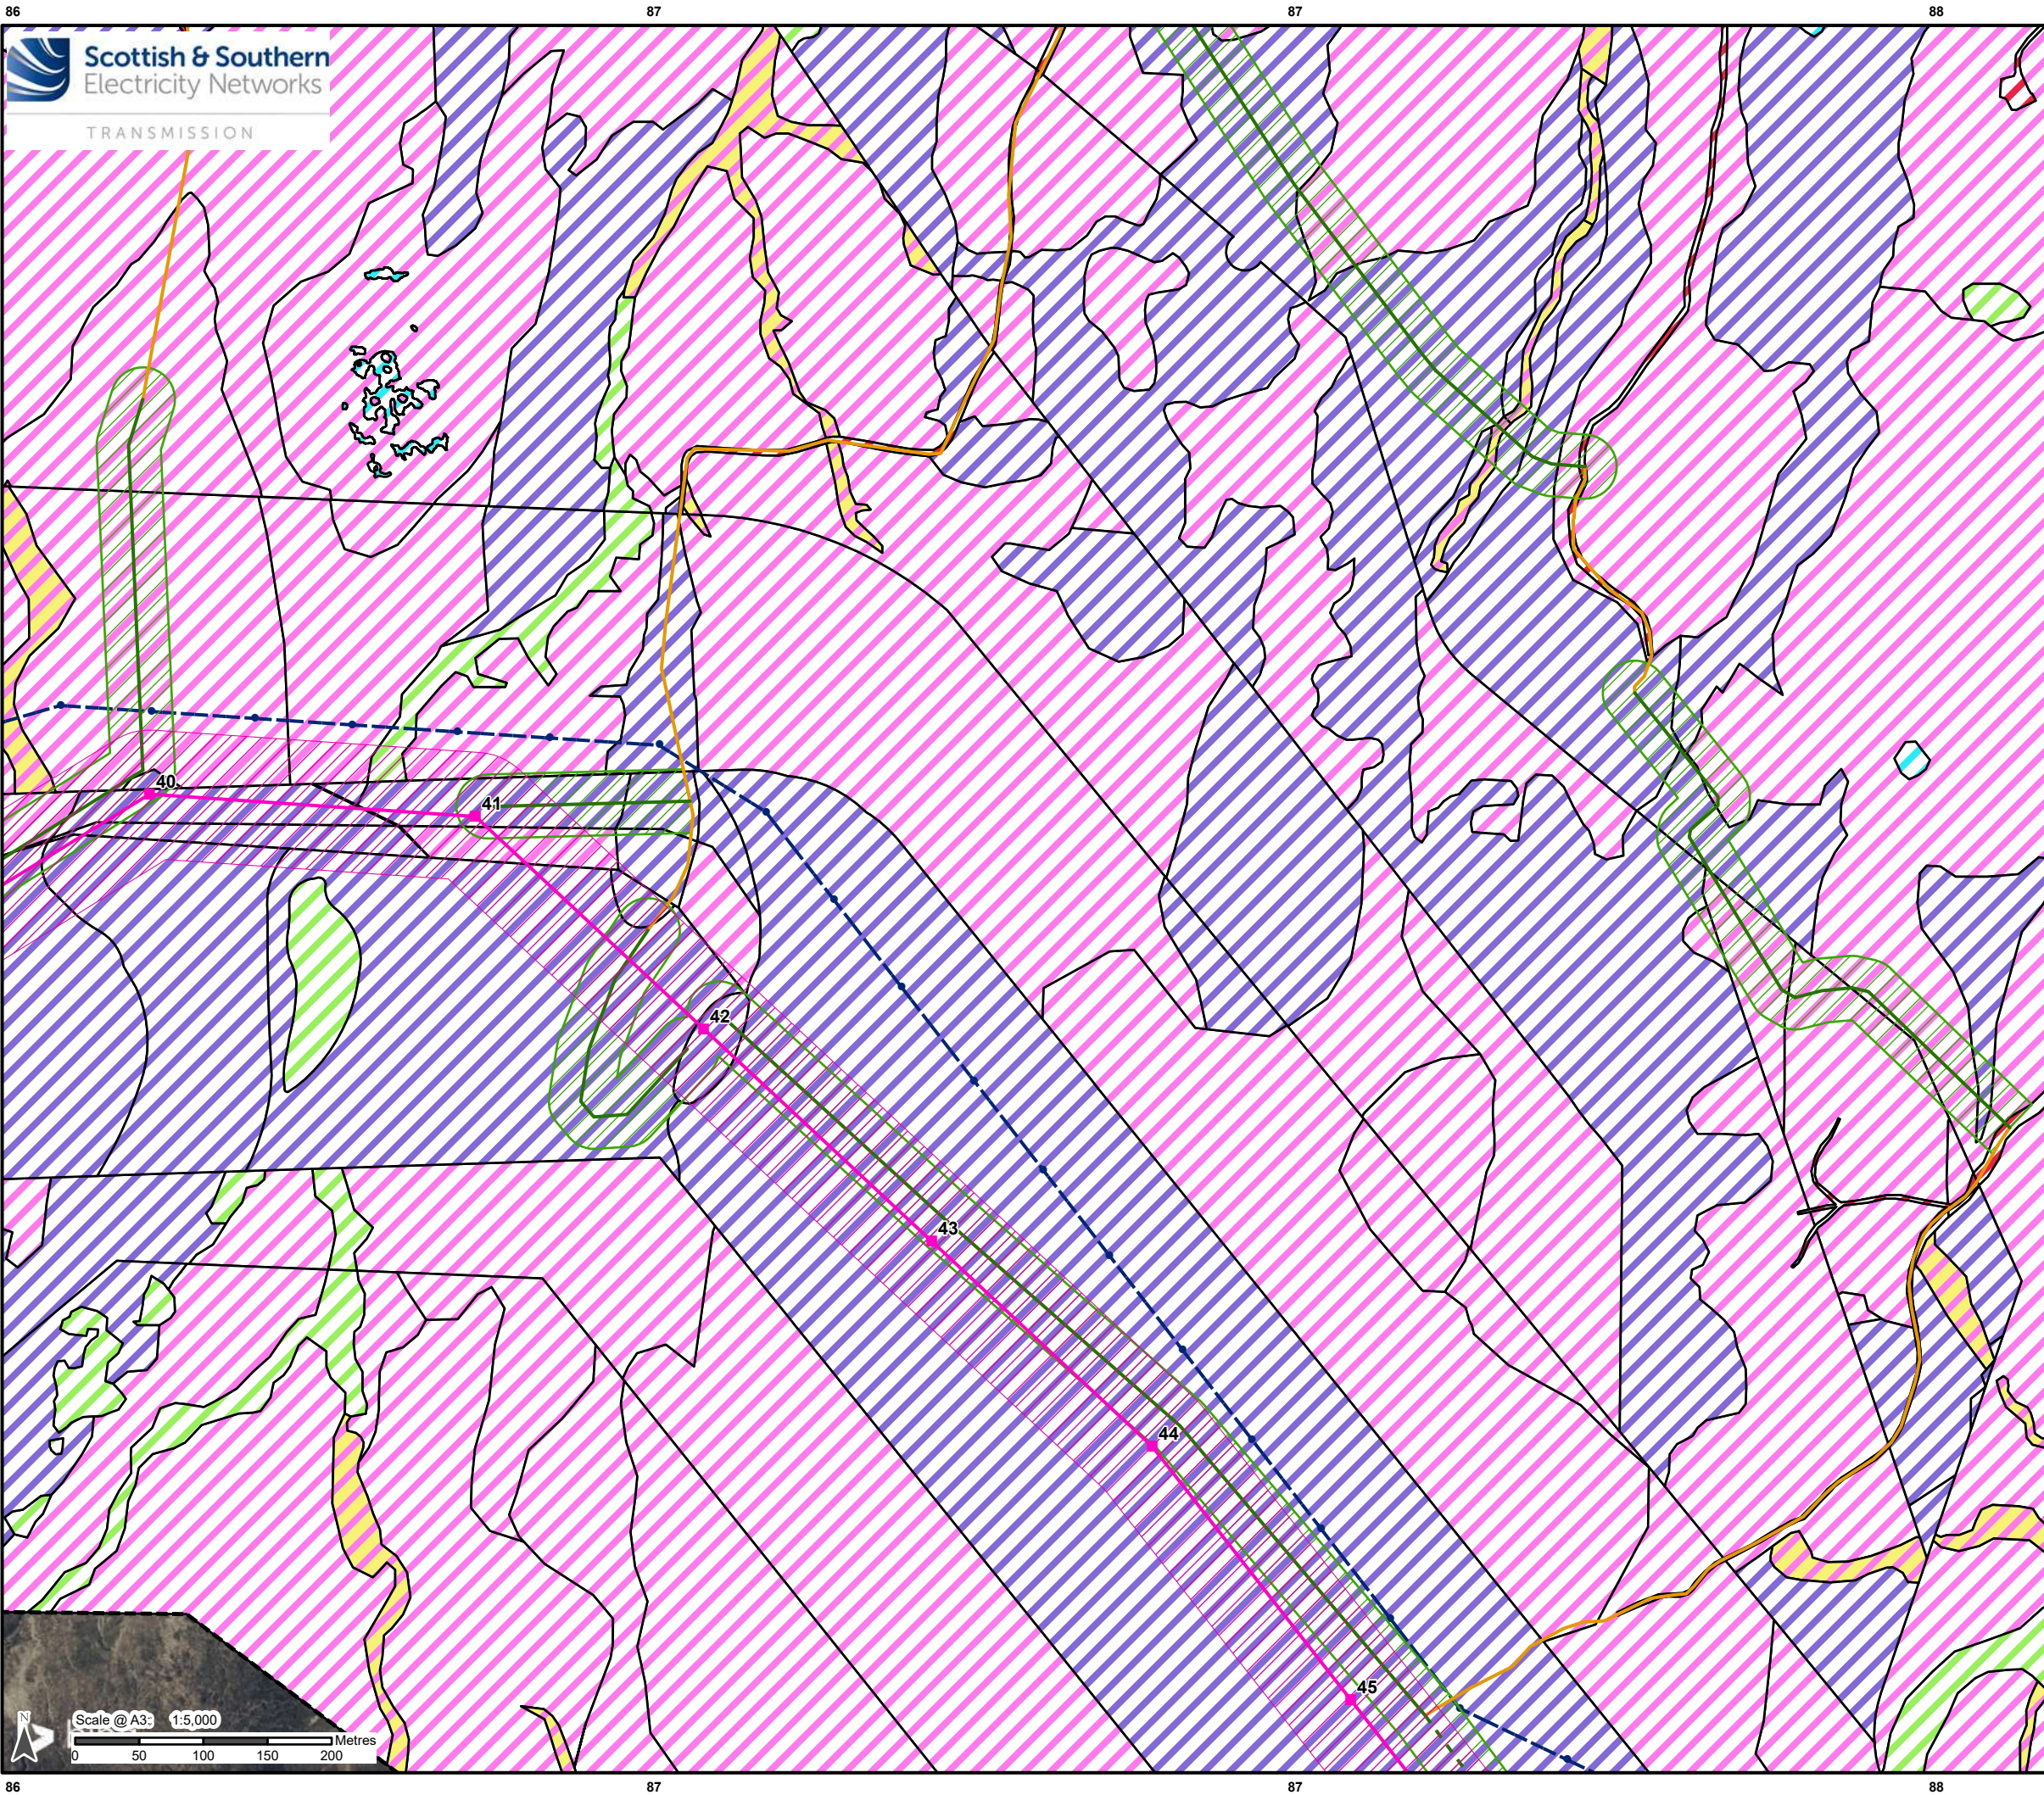 86 87 87 88
Scottish & Southern
Electricity Networks
TRANSMISSION
40
41
42
43
44
45
N
Scale @ A3: 1:5,000
Metres
0 50 100 150 200
86 87 87 88